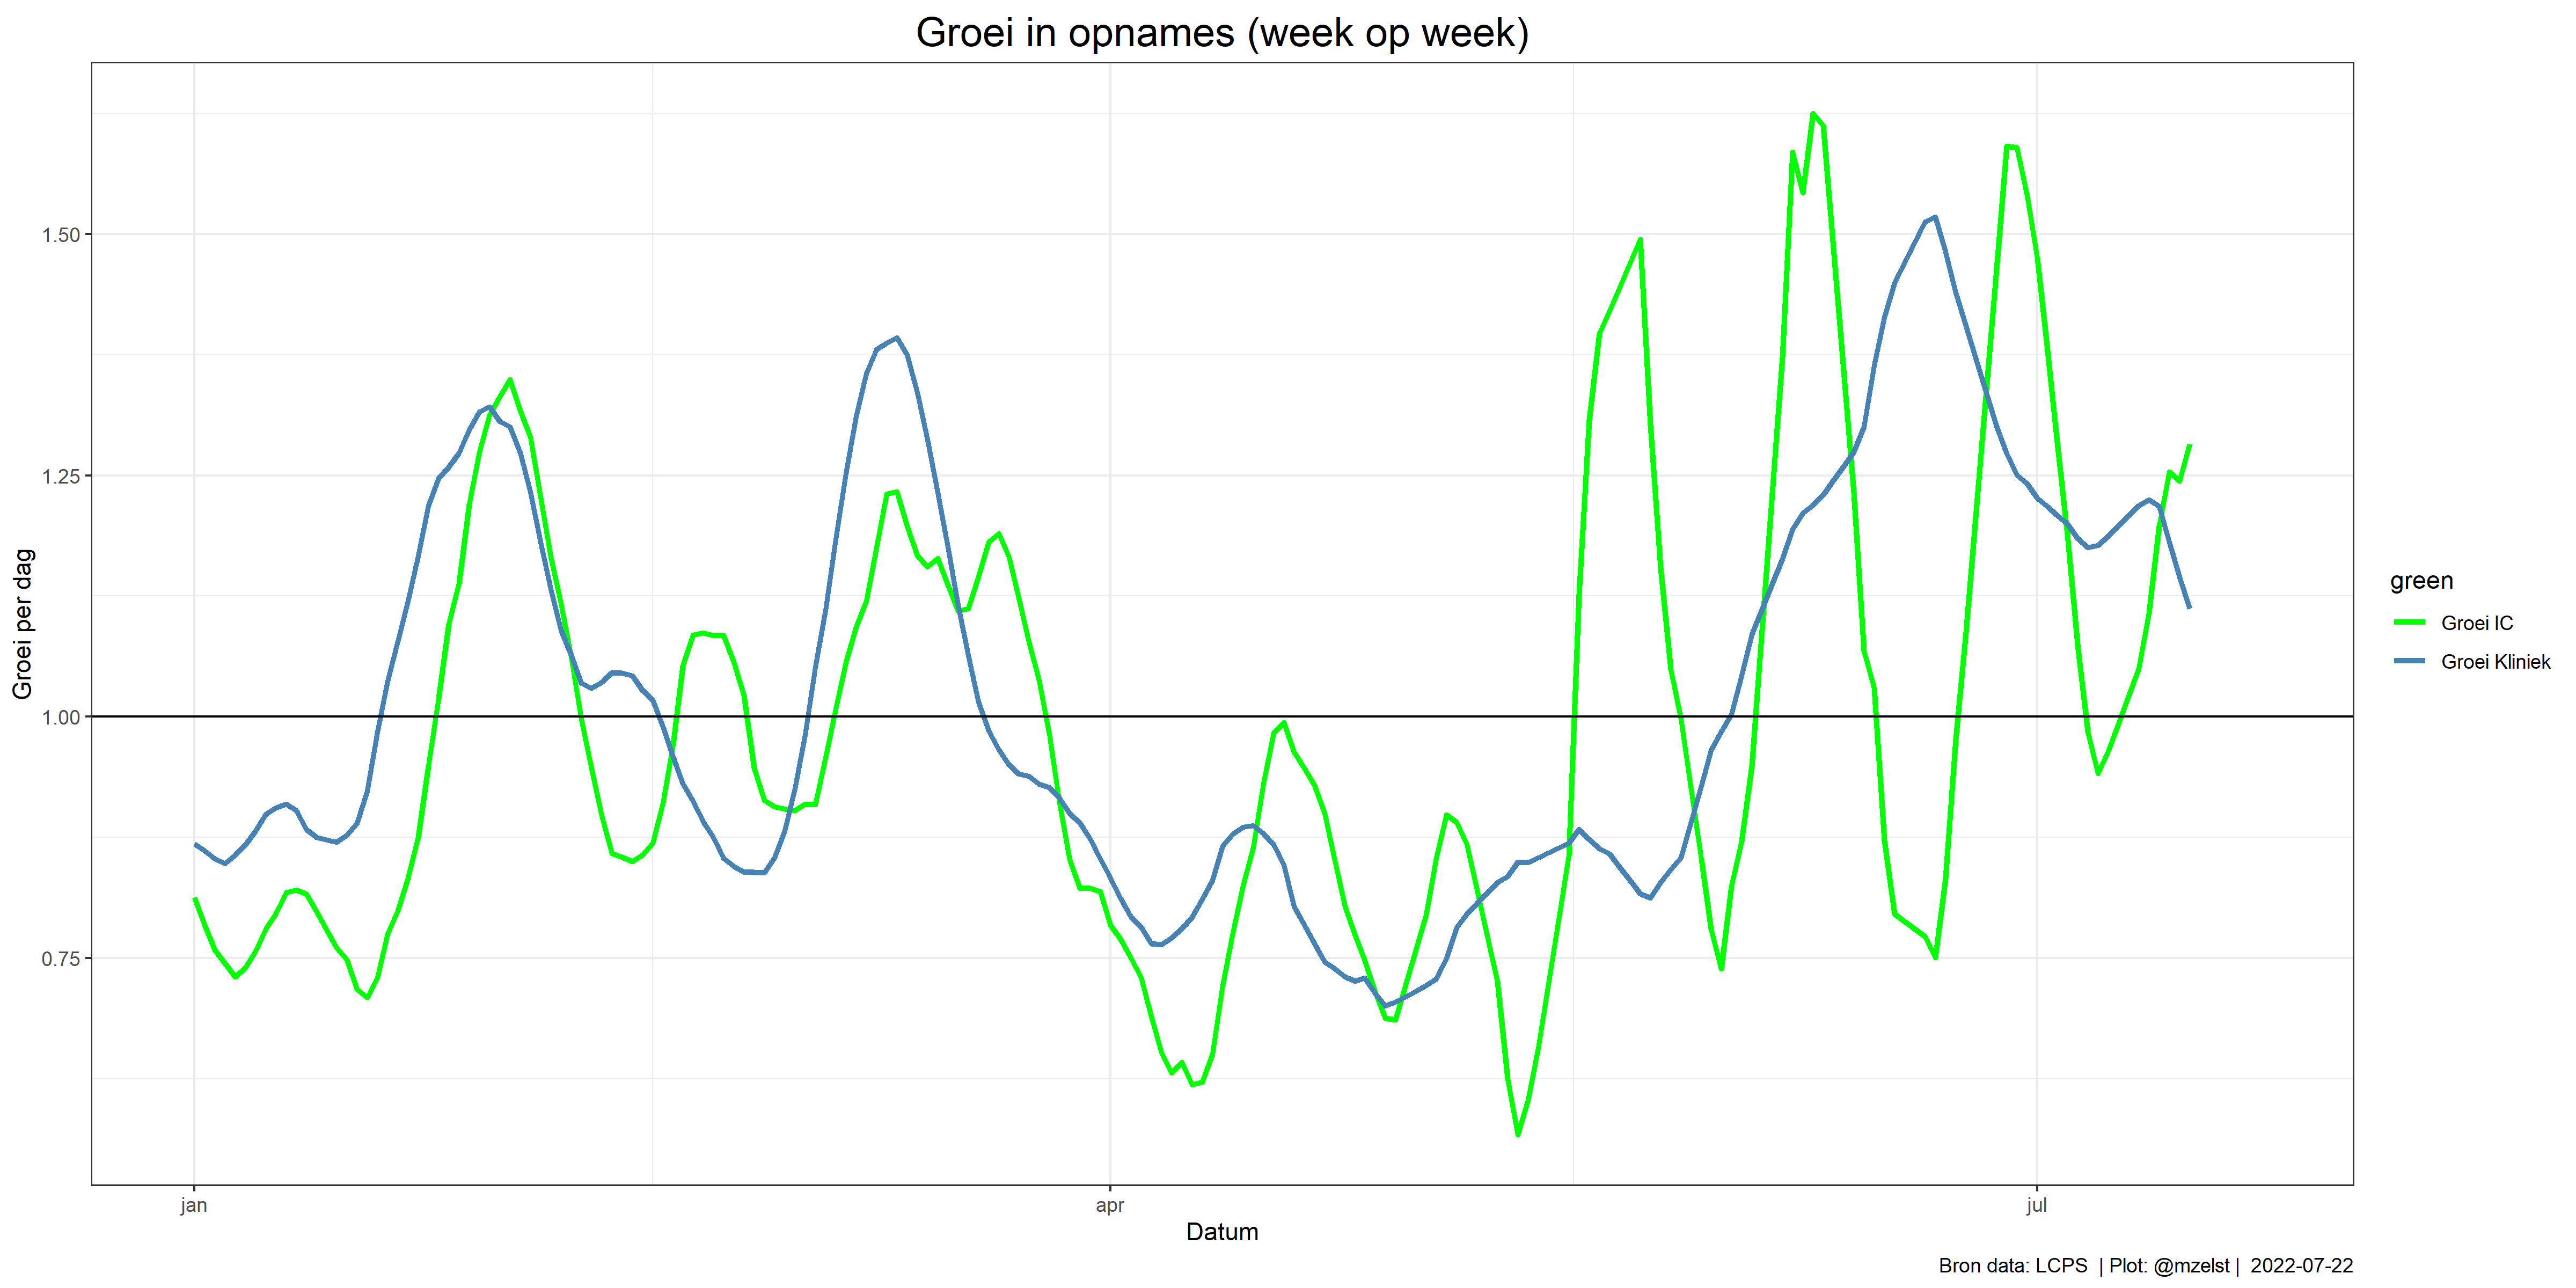 Groei in opnames (week op week)
Groei per dag
1.50
1.25
1.00
0.75
jan
apr
jul
Datum
green
Groei IC
Groei Kliniek
Bron data: LCPS | Plot: @mzelst | 2022-07-22